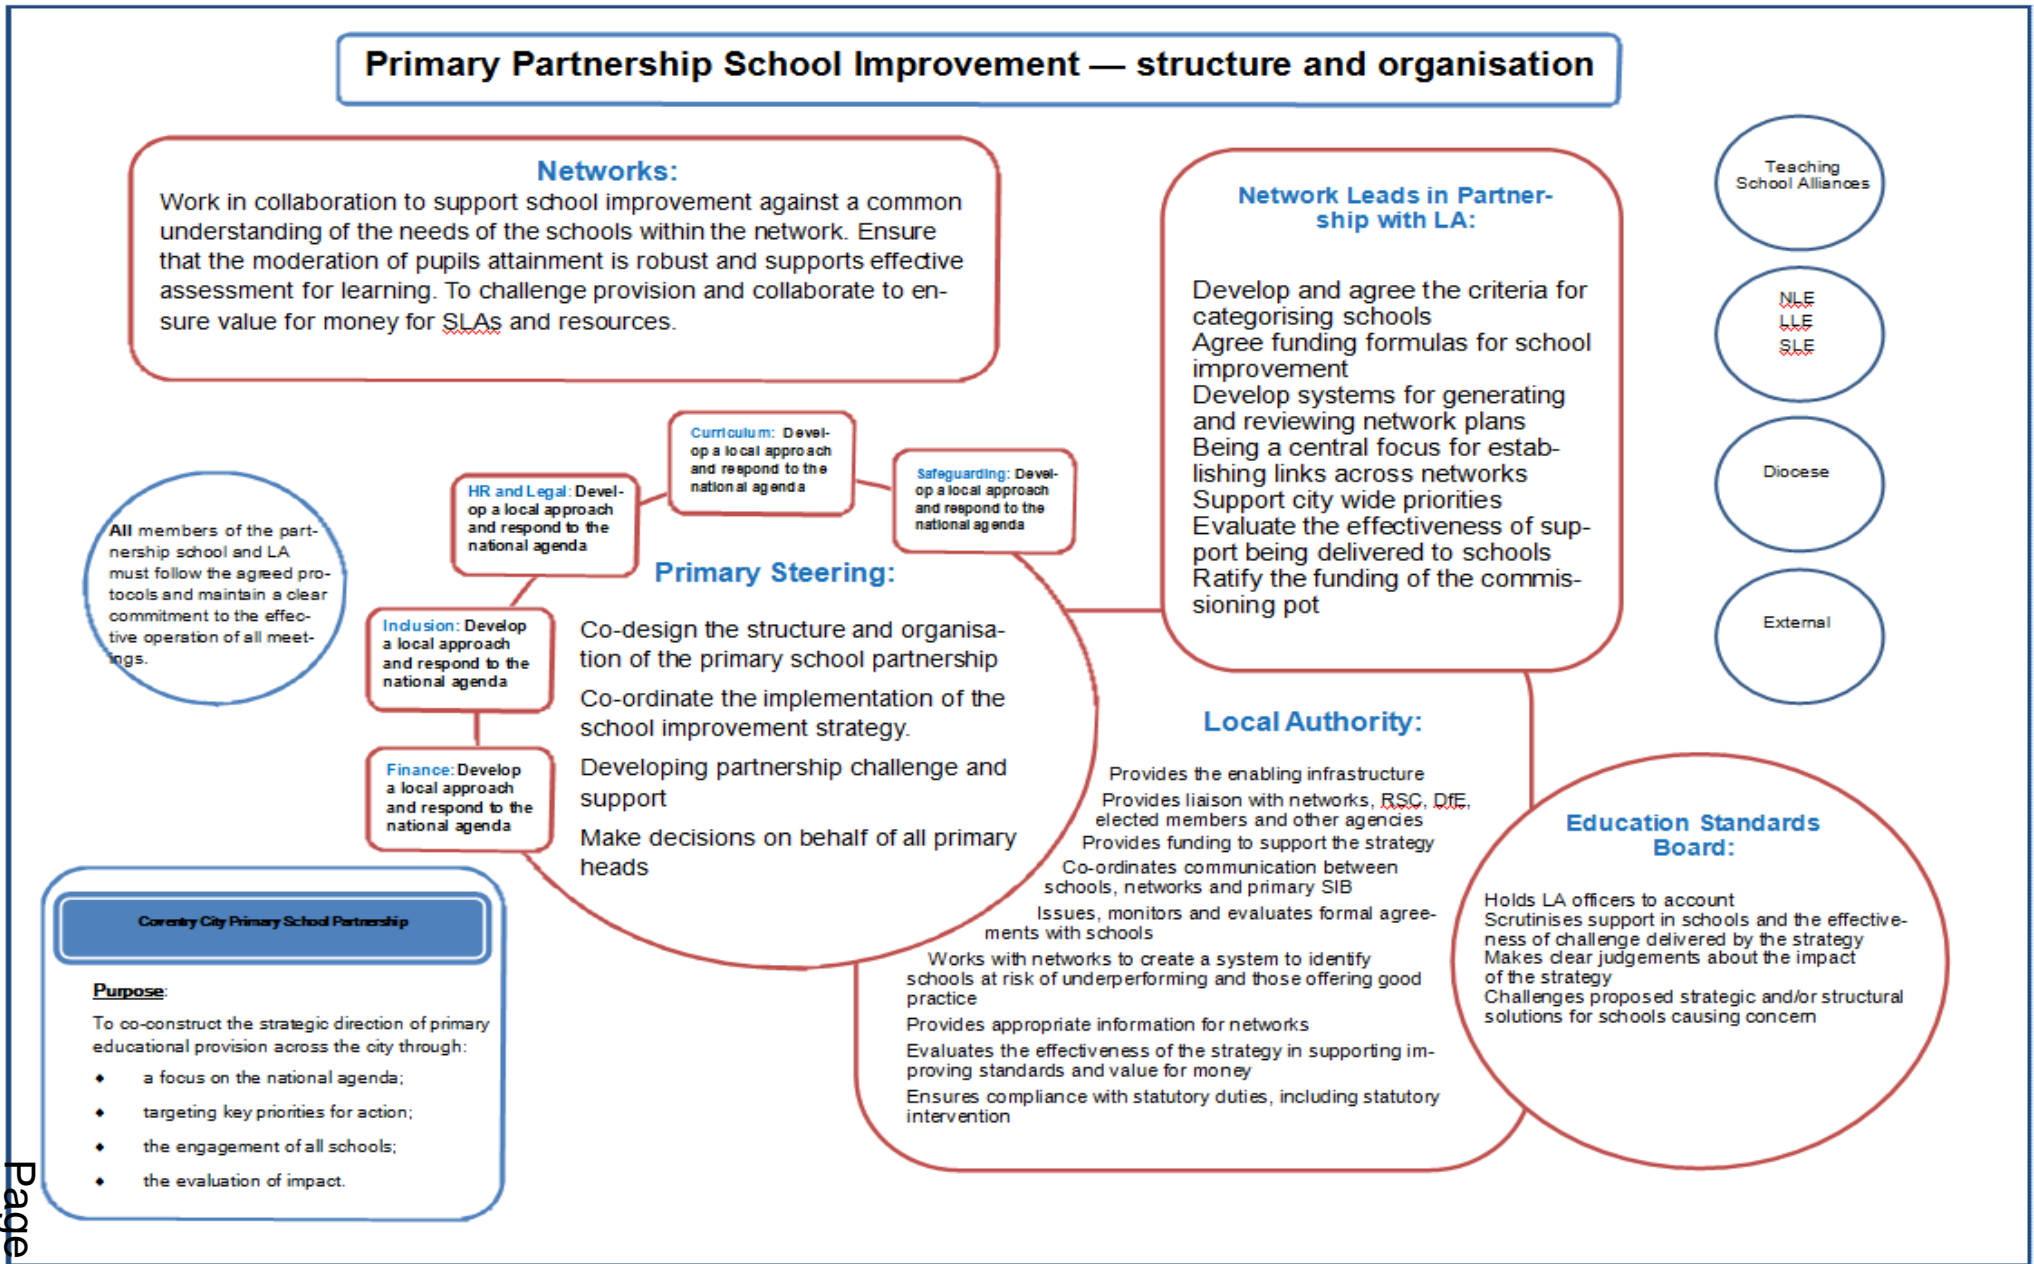 Primary Partnership School Improvement — structure and organisation
Networks:
Work in collaboration to support school improvement against a common
understanding of the needs of the schools within the network. Ensure
that the moderation of pupils attainment is robust and supports effective
assessment for learning. To challenge provision and collaborate to en-
sure value for money for SLAs and resources.
Network Leads in Partner-
ship with LA:
Develop and agree the criteria for
categorising schools
Agree funding formulas for school
improvement
Develop systems for generating
and reviewing network plans
Being a central focus for estab-
lishing links across networks
Support city wide priorities
Evaluate the effectiveness of sup-
port being delivered to schools
Ratify the funding of the commis-
sioning pot
Teaching
School Alliances
NLE
LLE
SLE
Diocese
External
Curriculum: Devel-
op a local approach
and respond to the
national agenda
Safeguarding: Devel-
op a local approach
and respond to the
national agenda
HR and Legal: Devel-
op a local approach
and respond to the
national agenda
Inclusion: Develop
a local approach
and respond to the
national agenda
Finance: Develop
a local approach
and respond to the
national agenda
All members of the part-
nership school and LA
must follow the agreed pro-
tocols and maintain a clear
commitment to the effec-
tive operation of all meet-
ings.
Primary Steering:
Co-design the structure and organisa-
tion of the primary school partnership
Co-ordinate the implementation of the
school improvement strategy.
Developing partnership challenge and
support
Make decisions on behalf of all primary
heads
Local Authority:
Provides the enabling infrastructure
Provides liaison with networks, RSC, DfE,
elected members and other agencies
Provides funding to support the strategy
Co-ordinates communication between
schools, networks and primary SIB
Issues, monitors and evaluates formal agree-
ments with schools
Works with networks to create a system to identify
schools at risk of underperforming and those offering good
practice
Provides appropriate information for networks
Evaluates the effectiveness of the strategy in supporting im-
proving standards and value for money
Ensures compliance with statutory duties, including statutory
intervention
Education Standards
Board:
Holds LA officers to account
Scrutinises support in schools and the effective-
ness of challenge delivered by the strategy
Makes clear judgements about the impact
of the strategy
Challenges proposed strategic and/or structural
solutions for schools causing concern
Coventry City Primary School Partnership
Purpose:
To co-construct the strategic direction of primary
educational provision across the city through:
◆ a focus on the national agenda;
◆ targeting key priorities for action;
◆ the engagement of all schools;
◆ the evaluation of impact.
Page